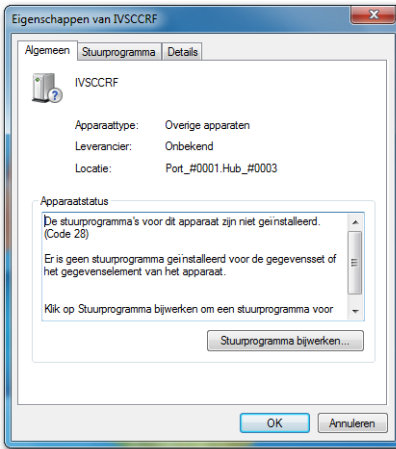 Eigenschappen van IVSCCRF
Algemeen Stuurprogramma Details
IVSCCRF
Apparaattype: Overige apparaten
Leverancier: Onbekend
Locatie: Port_#0001.Hub_#0003
Apparaatstatus
De stuurprogramma's voor dit apparaat zijn niet geïnstalleerd.
(Code 28)
Er is geen stuurprogramma geïnstalleerd voor de gegevensset of
het gegevenselement van het apparaat.
Klik op Stuurprogramma bijwerken om een stuurprogramma voor
Stuurprogramma bijwerken...
OK Annuleren